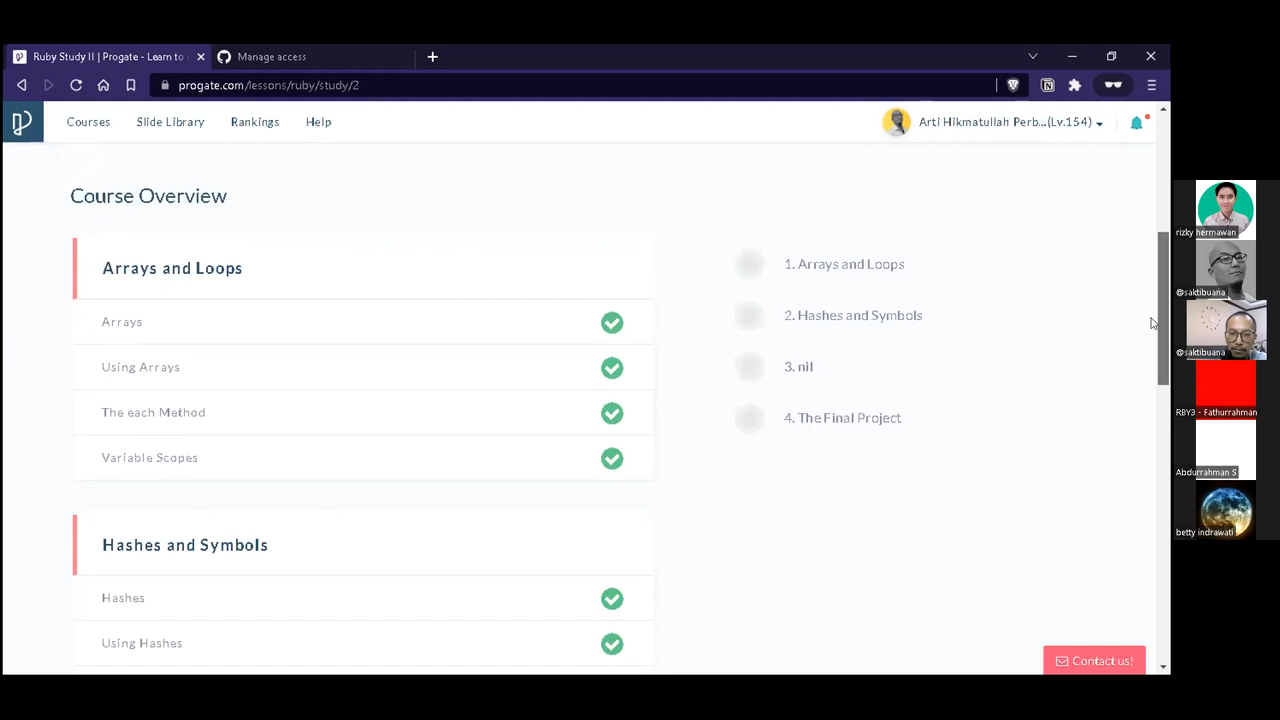 Ruby Study II | Progate - Learn to
Manage access
progate.com/lessons/ruby/study/2
Courses
Slide Library
Rankings
Help
Arti Hikmatullah Perb...(Lv.154)
Course Overview
Arrays and Loops
Arrays
Using Arrays
The each Method
Variable Scopes
Hashes and Symbols
Hashes
Using Hashes
1. Arrays and Loops
2. Hashes and Symbols
3. nil
4. The Final Project
Contact us!
rizky hermawan
@saktibuana
@saktibuana
RBY3 - Fathurrahman
Abdurrahman S
betty indrawati